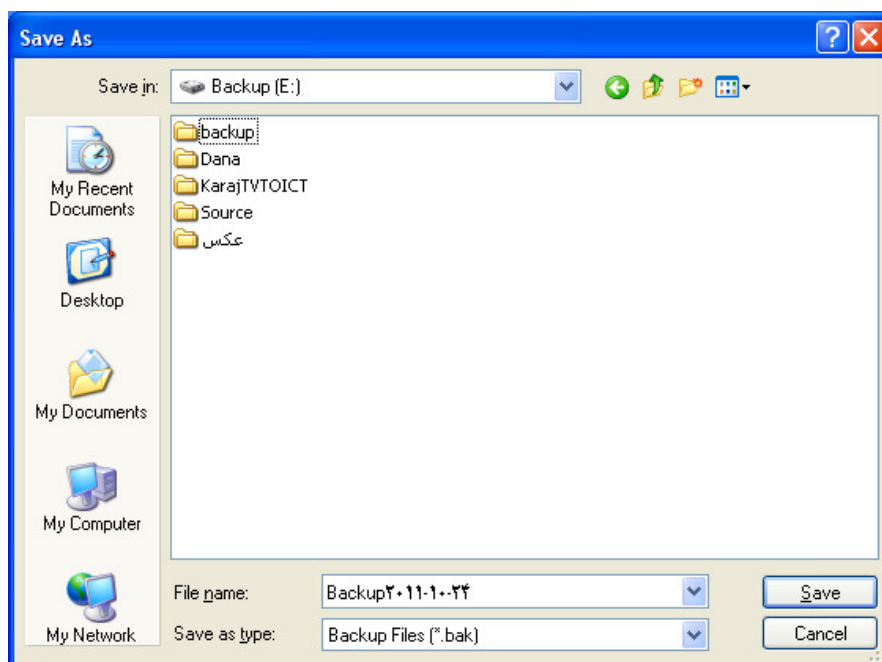 Save As
Save in:
Backup (E:)
My Recent
Documents
Desktop
My Documents
My Computer
My Network
backup
Dana
KarajTVTOICT
Source
عکس
File name:
Backup۲۰۱۱-۱۰-۲۴
Save
Save as type:
Backup Files (*.bak)
Cancel